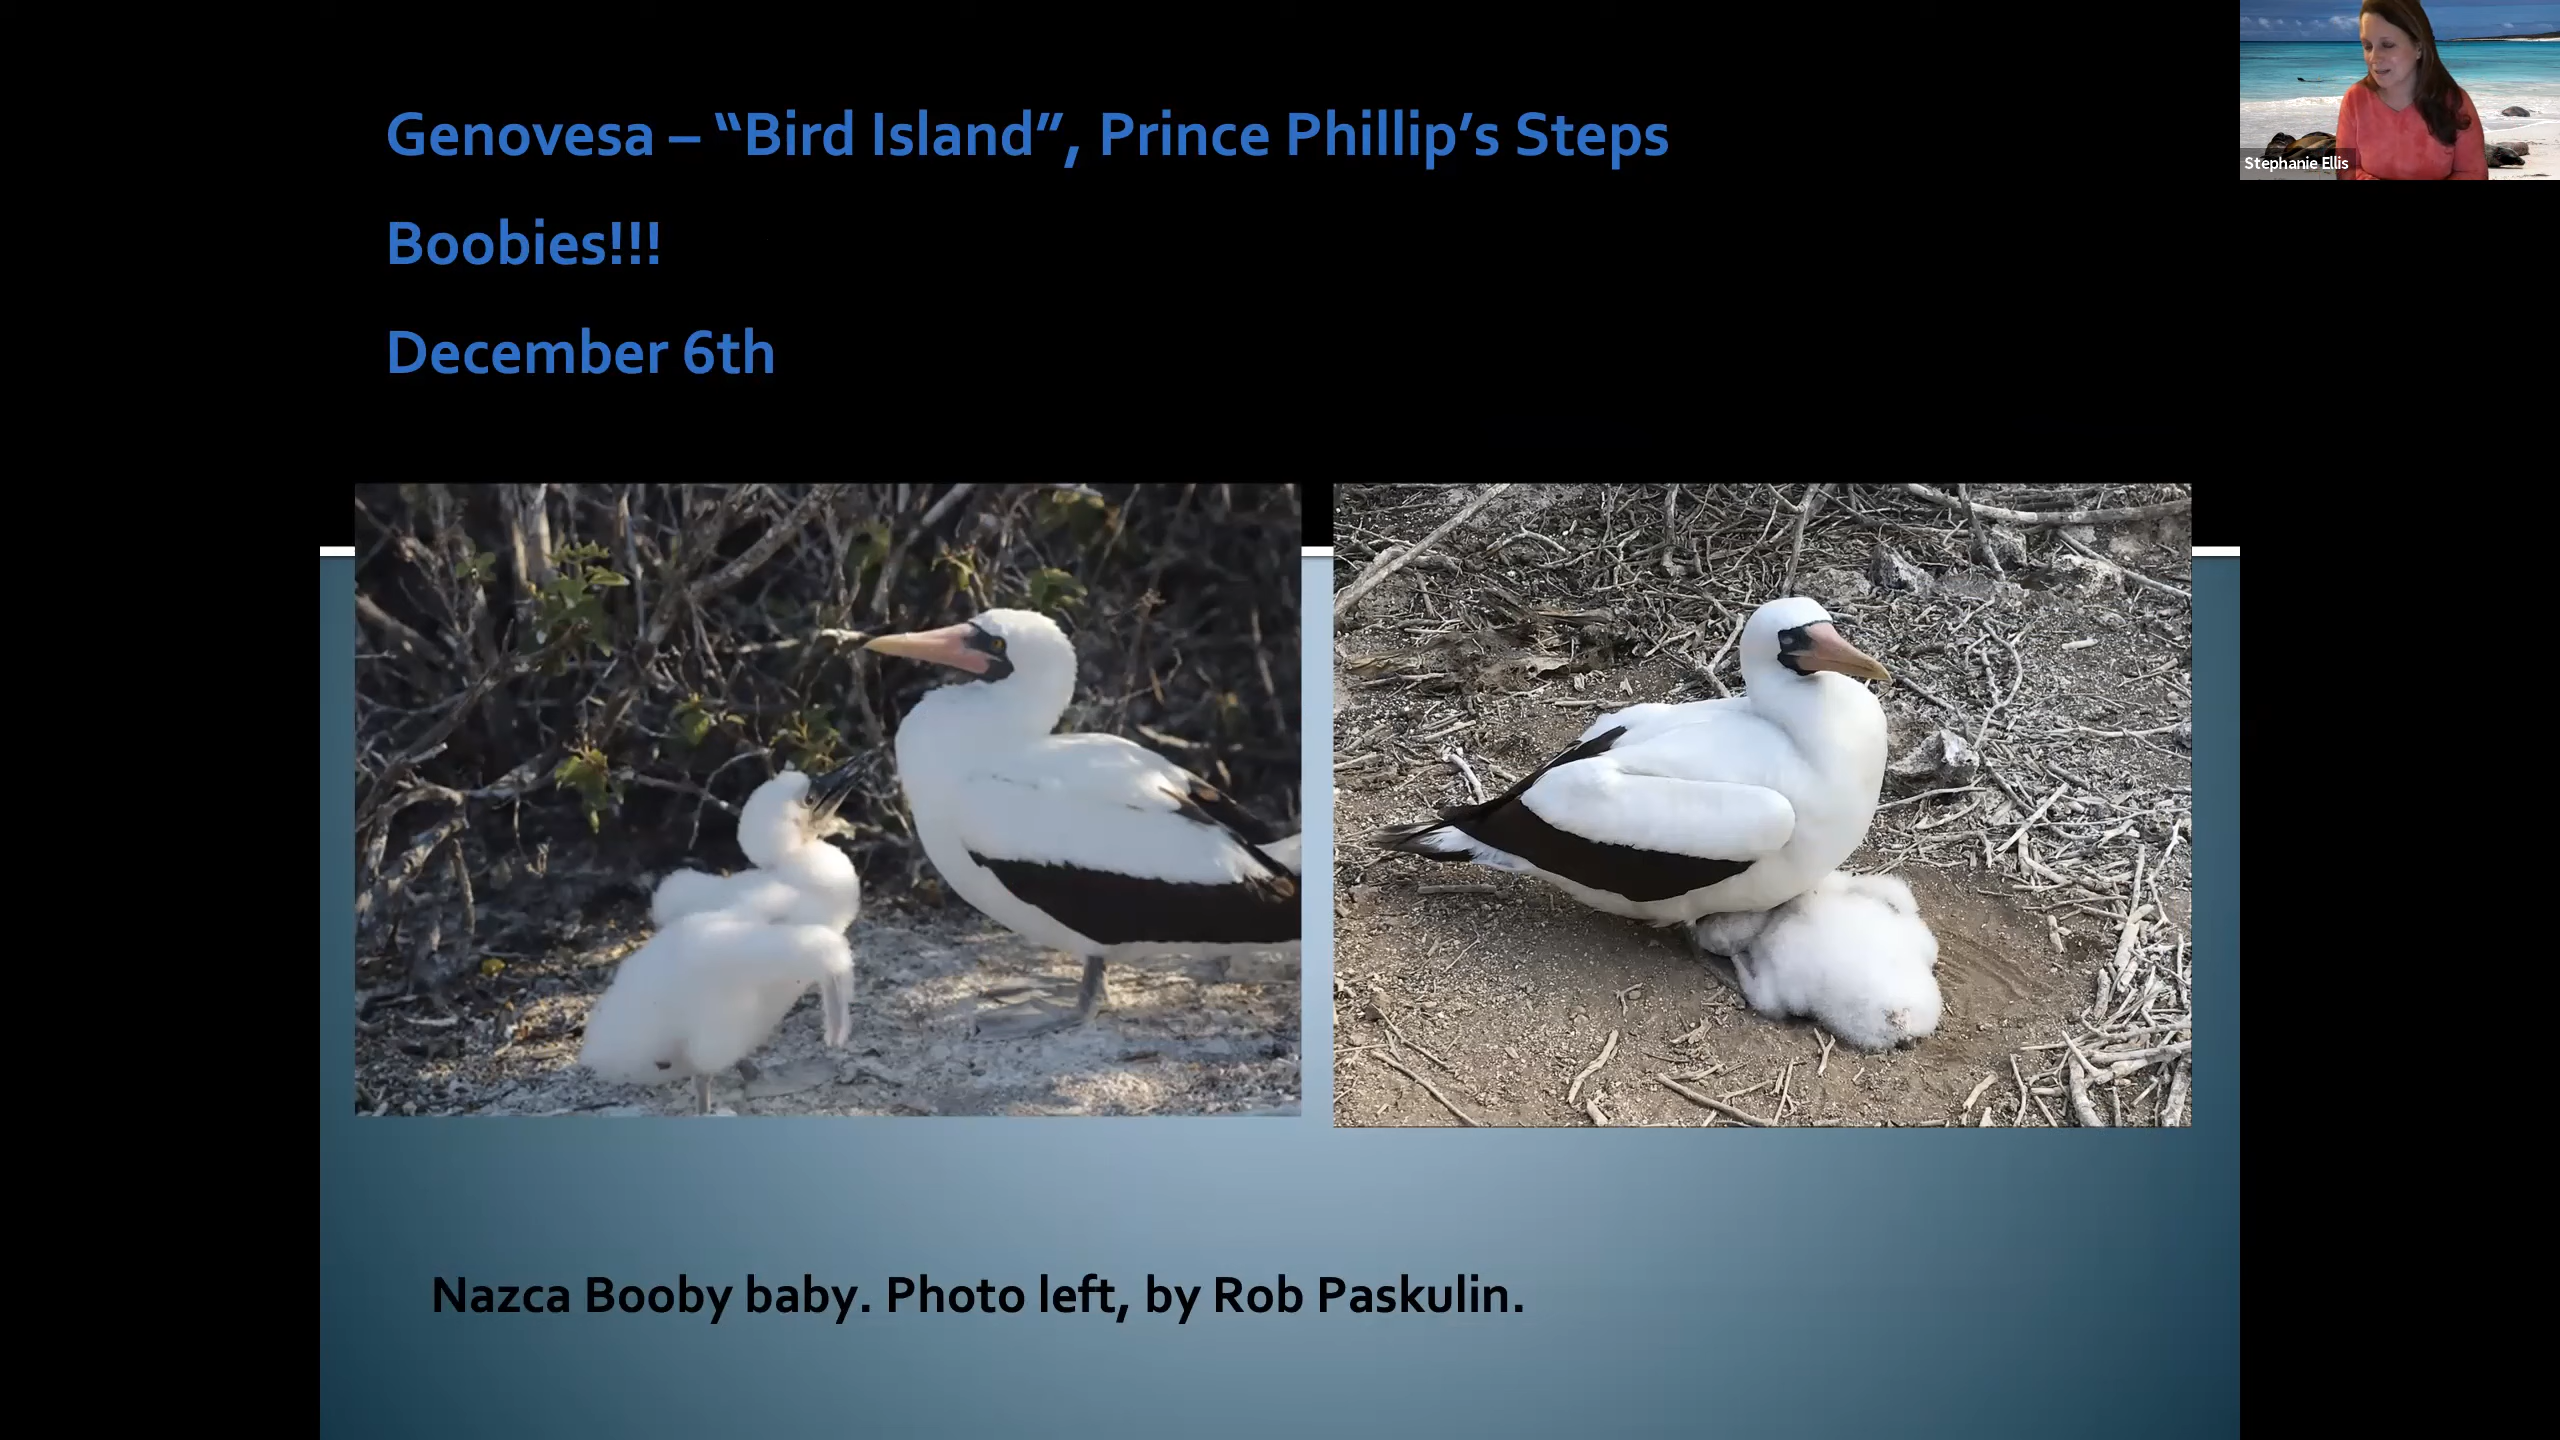 Genovesa – “Bird Island”, Prince Phillip’s Steps
Boobies!!!
December 6th
Stephanie Ellis
Nazca Booby baby. Photo left, by Rob Paskulin.